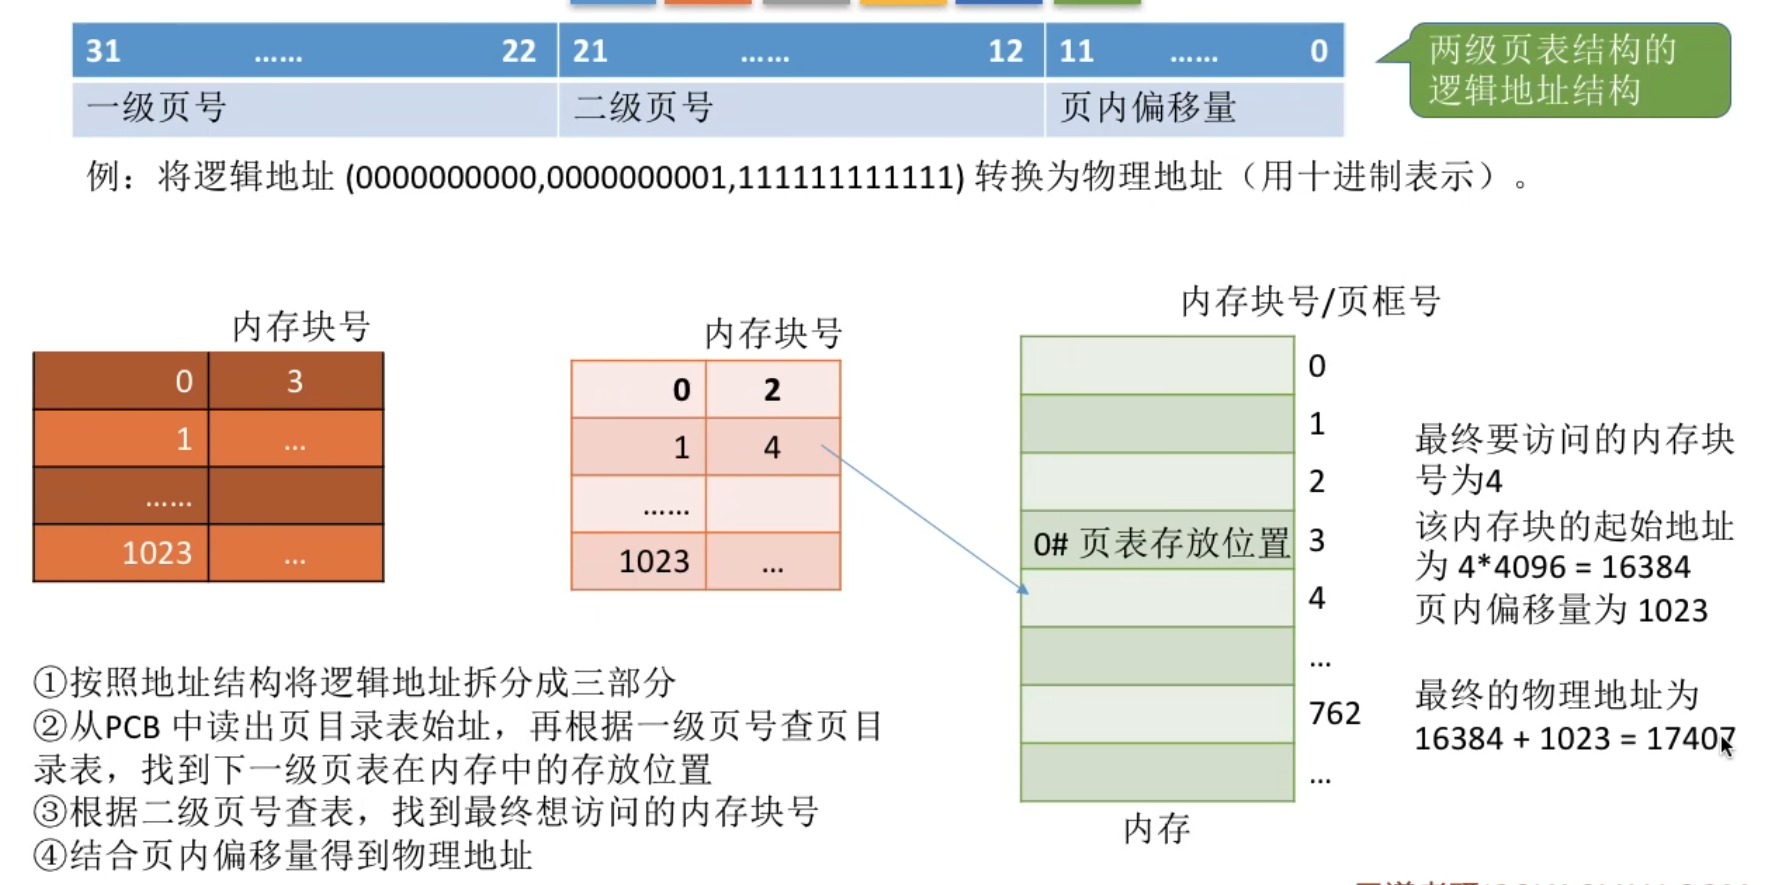 31 …… 22 21 …… 12 11 …… 0
一级页号 二级页号 页内偏移量
两级页表结构的
逻辑地址结构
例：将逻辑地址 (0000000000,0000000001,111111111111) 转换为物理地址（用十进制表示）。
内存块号
0 3
1 ...
……
1023 ...
内存块号
0 2
1 4
……
1023 ...
内存块号/页框号
0
1
2
0# 页表存放位置 3
4
...
762
...
内存
最终要访问的内存块
号为4
该内存块的起始地址
为 4*4096 = 16384
页内偏移量为 1023
最终的物理地址为
16384 + 1023 = 17407
①按照地址结构将逻辑地址拆分成三部分
②从PCB 中读出页目录表始址，再根据一级页号查页目
录表，找到下一级页表在内存中的存放位置
③根据二级页号查表，找到最终想访问的内存块号
④结合页内偏移量得到物理地址